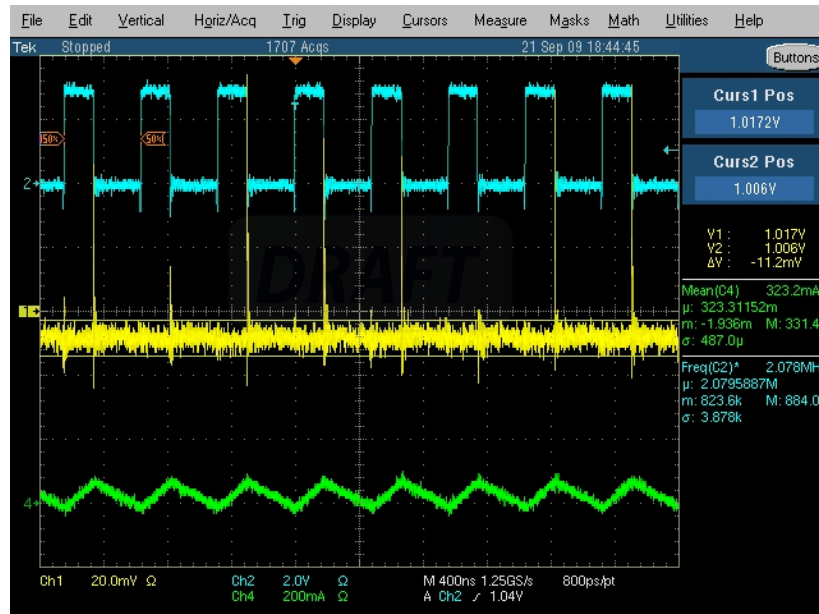 File Edit Vertical Horiz/Acq Trig Display Cursors Measure Masks Math Utilities Help
Tek Stopped 1707 Acqs 21 Sep 09 18:44:45
Buttons
Curs1 Pos
1.0172V
Curs2 Pos
1.006V
50% 50%
2
V1 : 1.017V
V2 : 1.006V
ΔV : -11.2mV
DRAFT
Mean(C4) 323.2mA
μ: 323.31152m
1
m: -1.936m M: 331.4
σ: 487.0μ
Freq(C2)* 2.078MH
μ: 2.0795887M
m: 823.6k M: 884.0
σ: 3.878k
4
Ch1 20.0mV Ω Ch2 2.0V Ω M 400ns 1.25GS/s 800ps/pt
Ch4 200mA Ω A Ch2 ∕ 1.04V